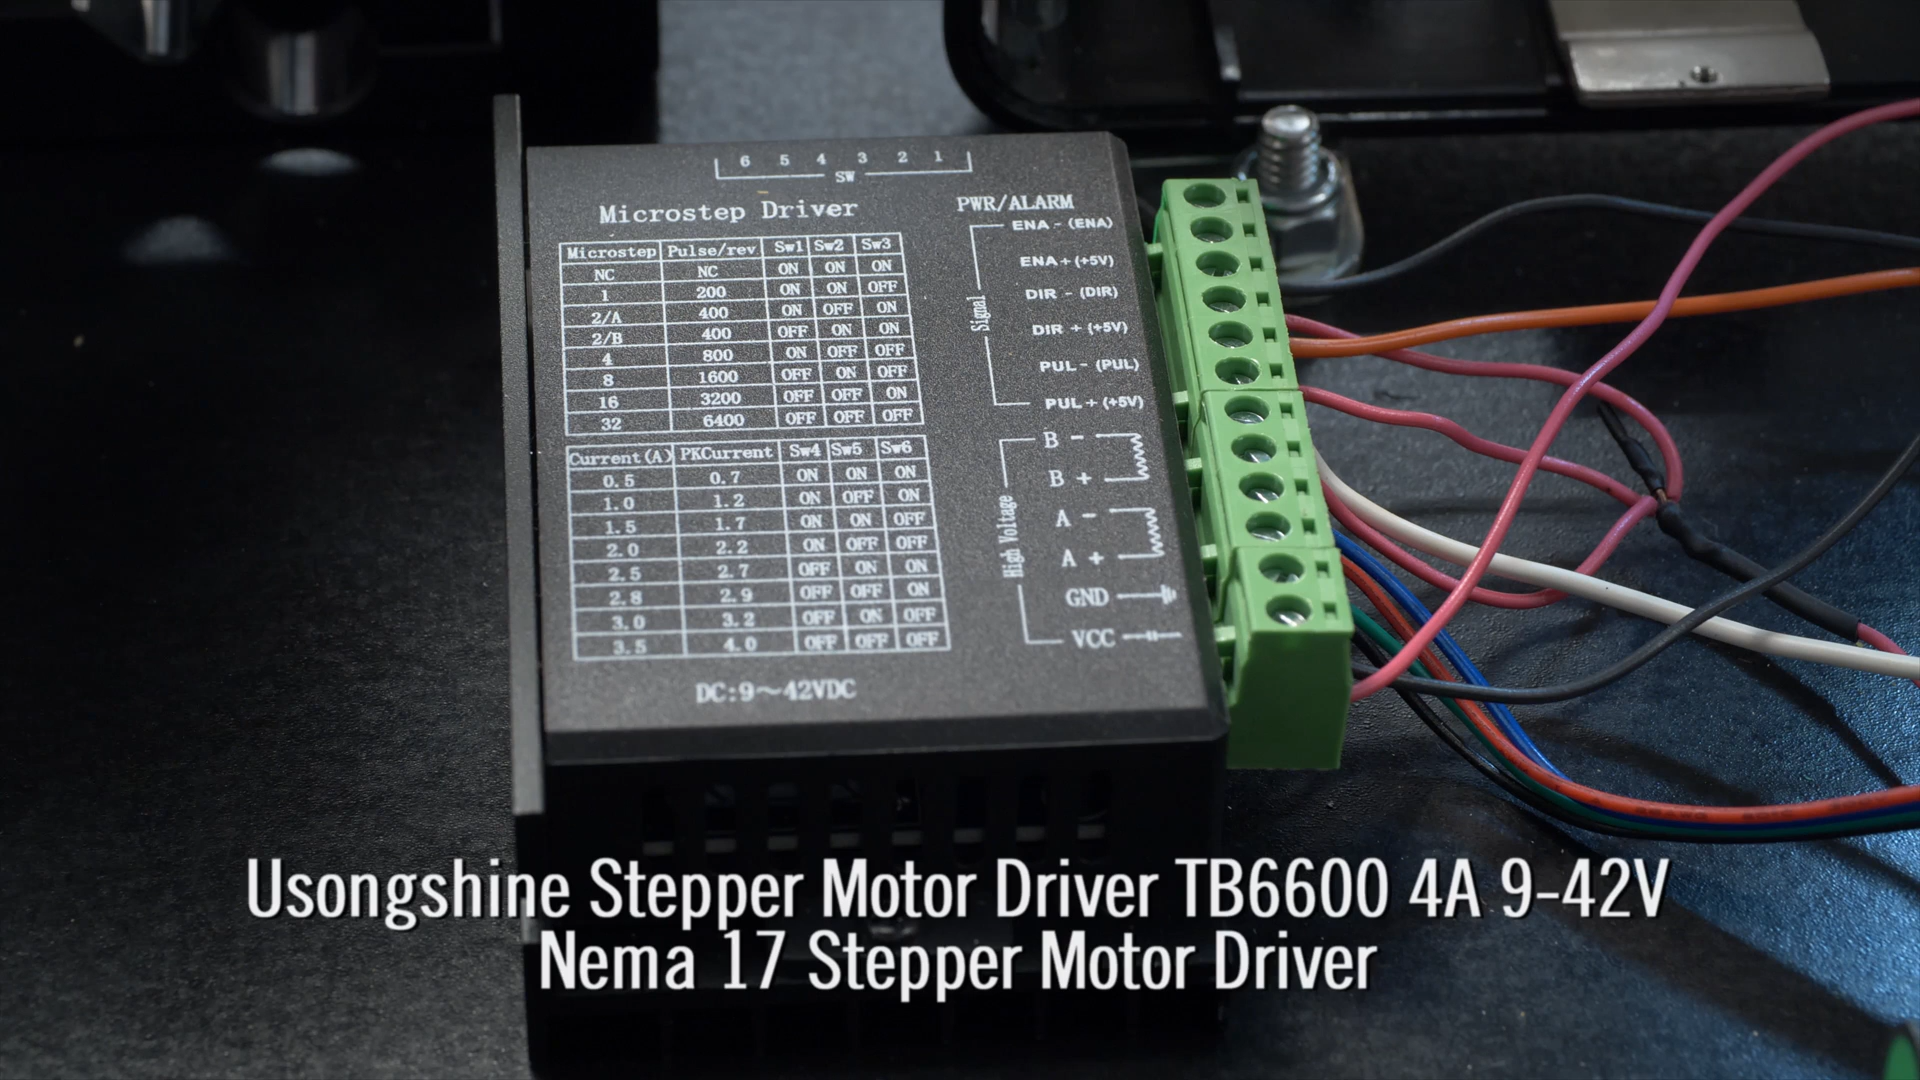 6 5 4 3 2 1
SW
Microstep Driver
Microstep Pulse/rev Sw1 Sw2 Sw3
NC NC ON ON ON
1 200 ON ON OFF
2/A 400 ON OFF ON
2/B 400 OFF ON ON
4 800 ON OFF OFF
8 1600 OFF ON OFF
16 3200 OFF OFF ON
32 6400 OFF OFF OFF
Current(A) PKCurrent Sw4 Sw5 Sw6
0.5 0.7 ON ON ON
1.0 1.2 ON OFF ON
1.5 1.7 ON ON OFF
2.0 2.2 ON OFF OFF
2.5 2.7 OFF ON ON
2.8 2.9 OFF OFF ON
3.0 3.2 OFF ON OFF
3.5 4.0 OFF OFF OFF
DC:9~42VDC
PWR/ALARM
Signal
ENA - (ENA)
ENA + (+5V)
DIR - (DIR)
DIR + (+5V)
PUL - (PUL)
PUL + (+5V)
High Voltage
B -
B +
A -
A +
GND
VCC
Usongshine Stepper Motor Driver TB6600 4A 9-42V
Nema 17 Stepper Motor Driver